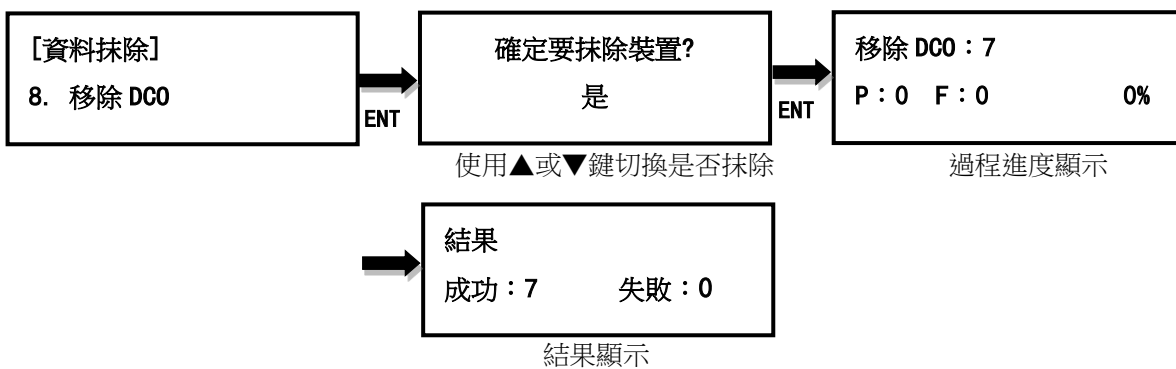 [資料抹除]
8. 移除 DCO
ENT
確定要抹除裝置?
是
使用▲或▼鍵切換是否抹除
ENT
移除 DCO：7
P：0 F：0 0%
過程進度顯示
結果
成功：7 失敗：0
結果顯示